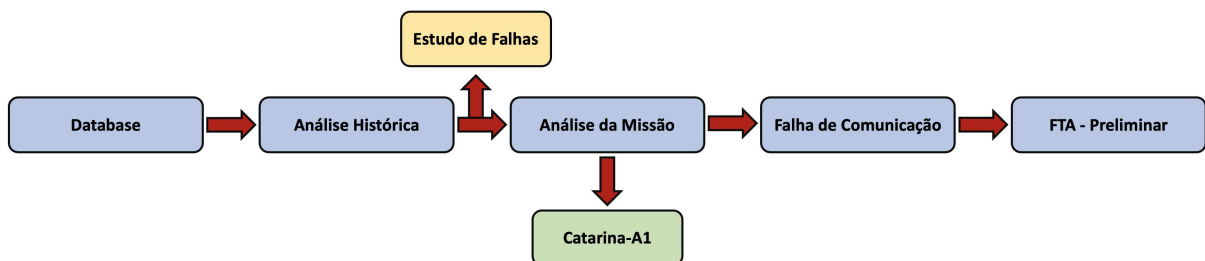 Estudo de Falhas
Database
Análise Histórica
Análise da Missão
Falha de Comunicação
FTA - Preliminar
Catarina-A1